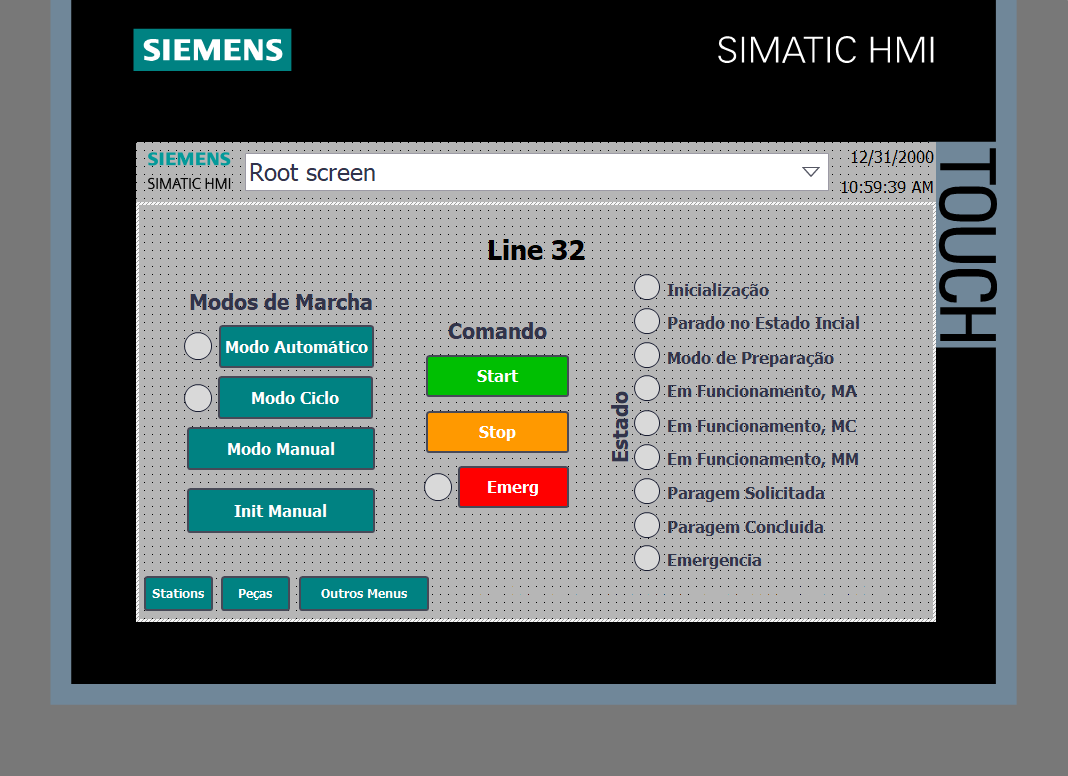 SIEMENS
SIMATIC HMI
SIEMENS
SIMATIC HMI
Root screen
12/31/2000
10:59:39 AM
TOUCH
Line 32
Modos de Marcha
Modo Automático
Modo Ciclo
Modo Manual
Init Manual
Comando
Start
Stop
Emerg
Estado
Inicialização
Parado no Estado Incial
Modo de Preparação
Em Funcionamento, MA
Em Funcionamento, MC
Em Funcionamento, MM
Paragem Solicitada
Paragem Concluida
Emergencia
Stations
Peças
Outros Menus